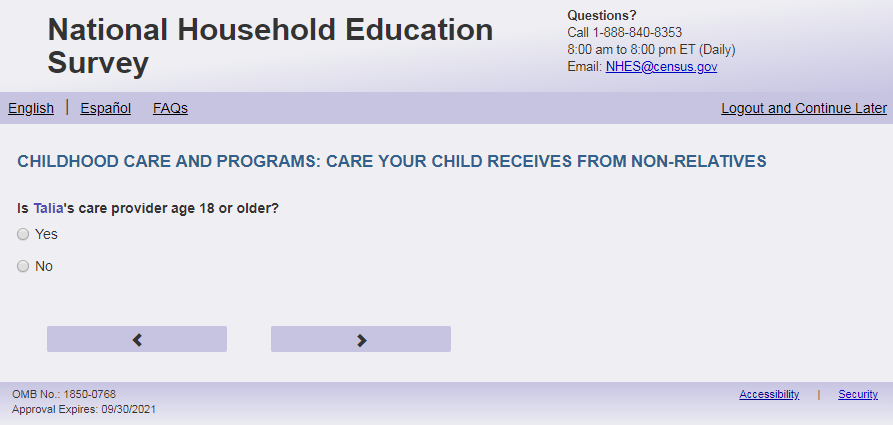 National Household Education
Survey
Questions?
Call 1-888-840-8353
8:00 am to 8:00 pm ET (Daily)
Email: NHES@census.gov
English | Español FAQs Logout and Continue Later
CHILDHOOD CARE AND PROGRAMS: CARE YOUR CHILD RECEIVES FROM NON-RELATIVES
Is Talia's care provider age 18 or older?
Yes
No
OMB No.: 1850-0768
Approval Expires: 09/30/2021
Accessibility | Security